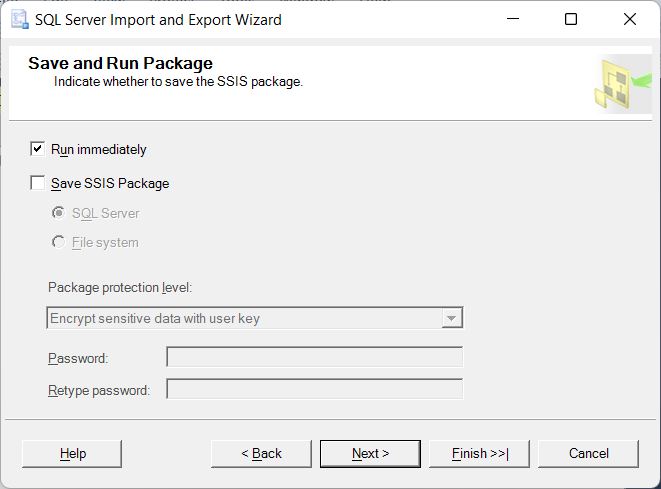 SQL Server Import and Export Wizard
Save and Run Package
Indicate whether to save the SSIS package.
Run immediately
Save SSIS Package
SQL Server
File system
Package protection level:
Encrypt sensitive data with user key
Password:
Retype password:
Help
< Back
Next >
Finish >>|
Cancel